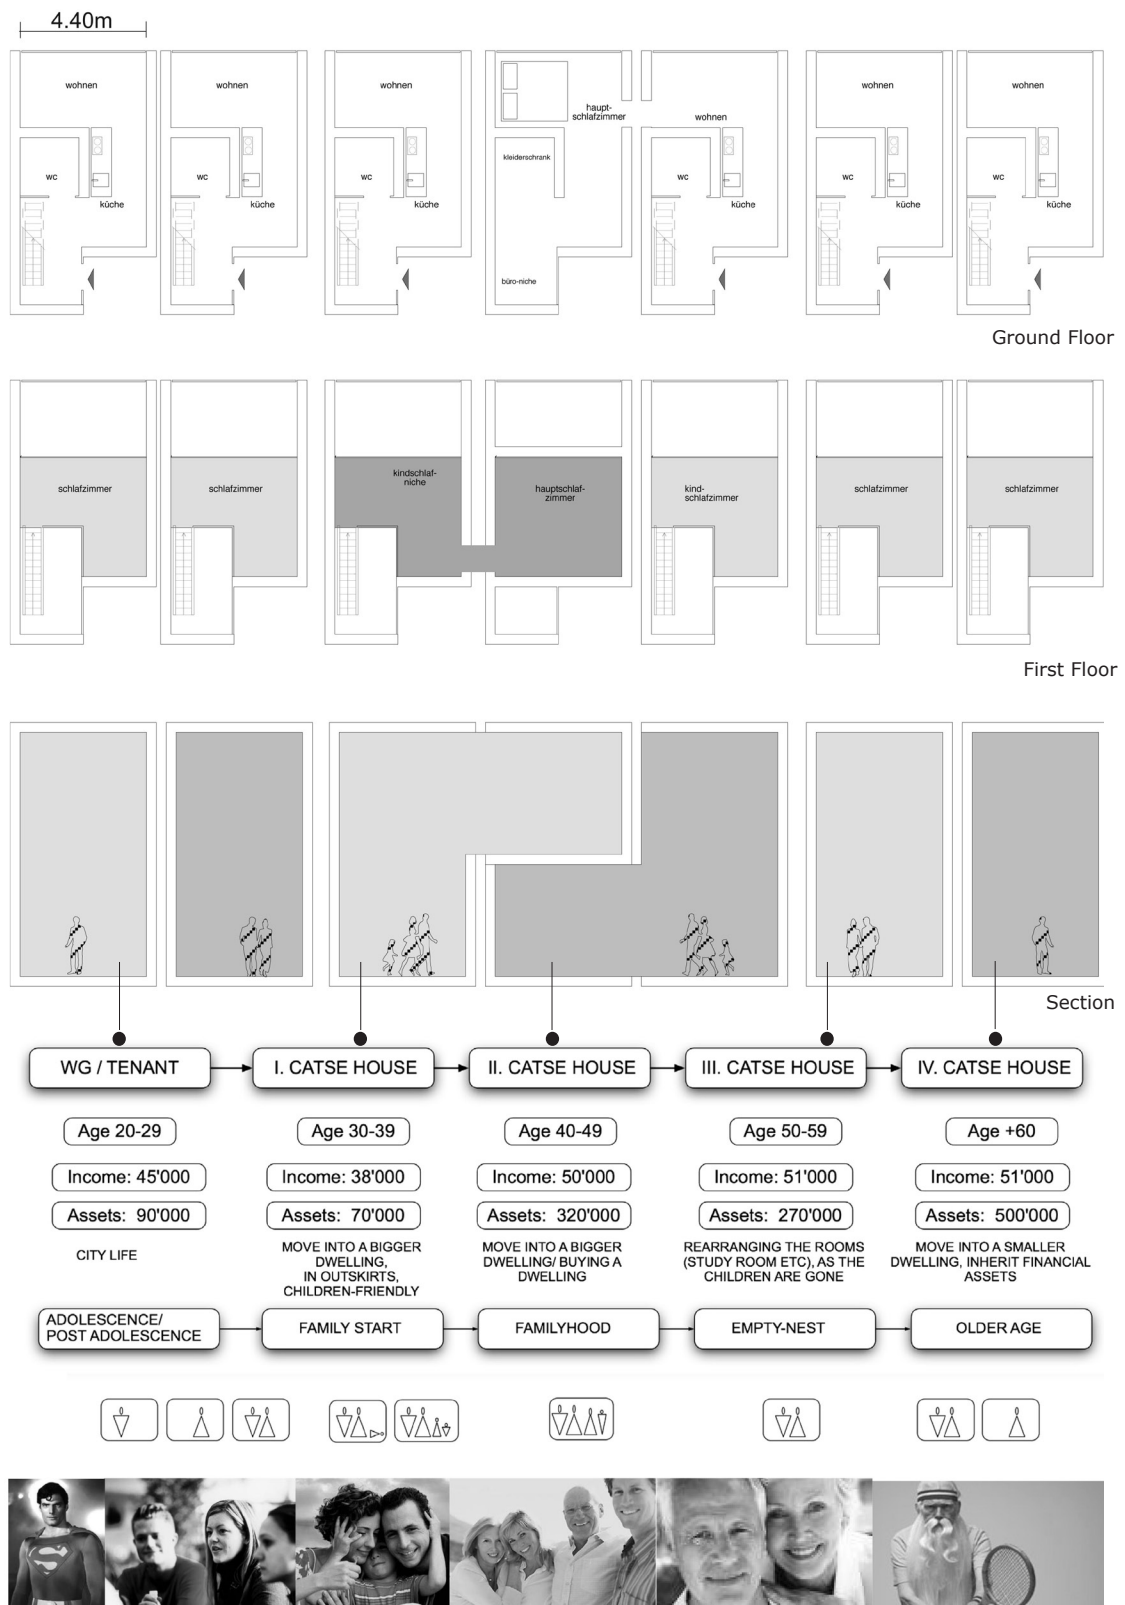 4.40m
wohnen
wohnen
wohnen
haupt-
schlafzimmer
wohnen
wohnen
wohnen
kleiderschrank
wc
wc
wc
wc
wc
wc
küche
küche
küche
küche
küche
küche
büro-niche
Ground Floor
kindschlaf-
niche
schlafzimmer
schlafzimmer
hauptschlaf-
zimmer
kind-
schlafzimmer
schlafzimmer
schlafzimmer
First Floor
Section
WG / TENANT
I. CATSE HOUSE
II. CATSE HOUSE
III. CATSE HOUSE
IV. CATSE HOUSE
Age 20-29
Age 30-39
Age 40-49
Age 50-59
Age +60
Income: 45'000
Income: 38'000
Income: 50'000
Income: 51'000
Income: 51'000
Assets: 90'000
Assets: 70'000
Assets: 320'000
Assets: 270'000
Assets: 500'000
CITY LIFE
MOVE INTO A BIGGER
DWELLING,
IN OUTSKIRTS,
CHILDREN-FRIENDLY
MOVE INTO A BIGGER
DWELLING/ BUYING A
DWELLING
REARRANGING THE ROOMS
(STUDY ROOM ETC), AS THE
CHILDREN ARE GONE
MOVE INTO A SMALLER
DWELLING, INHERIT FINANCIAL
ASSETS
ADOLESCENCE/
POST ADOLESCENCE
FAMILY START
FAMILYHOOD
EMPTY-NEST
OLDER AGE